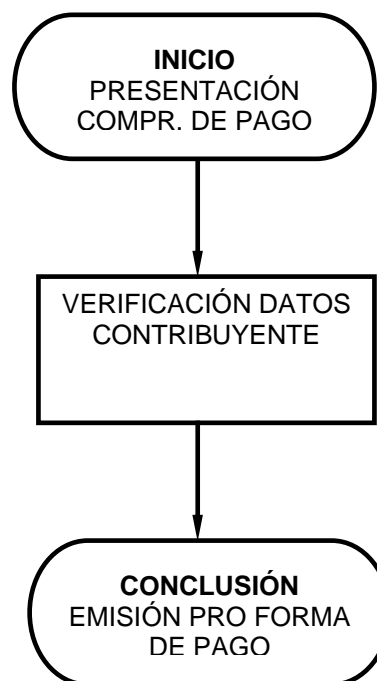 INICIO
PRESENTACIÓN
COMPR. DE PAGO
VERIFICACIÓN DATOS
CONTRIBUYENTE
CONCLUSIÓN
EMISIÓN PRO FORMA
DE PAGO